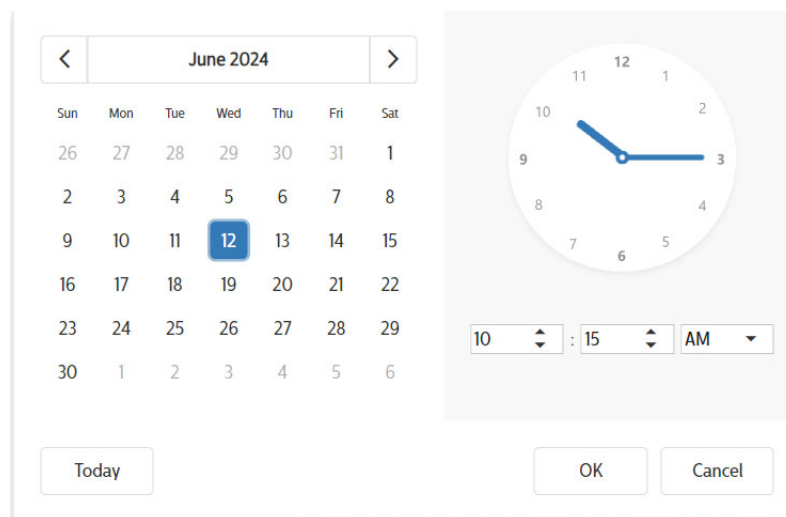 June 2024
Sun Mon Tue Wed Thu Fri Sat
26 27 28 29 30 31 1
2 3 4 5 6 7 8
9 10 11 12 13 14 15
16 17 18 19 20 21 22
23 24 25 26 27 28 29
30 1 2 3 4 5 6
12
11 1
10 2
9 3
8 4
7 5
6
10 : 15 AM
Today OK Cancel